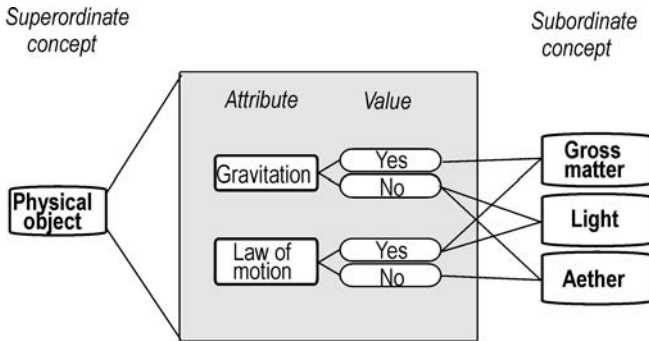 Superordinate
concept
Subordinate
concept
Attribute
Value
Physical
object
Gravitation
Yes
No
Law of
motion
Yes
No
Gross
matter
Light
Aether